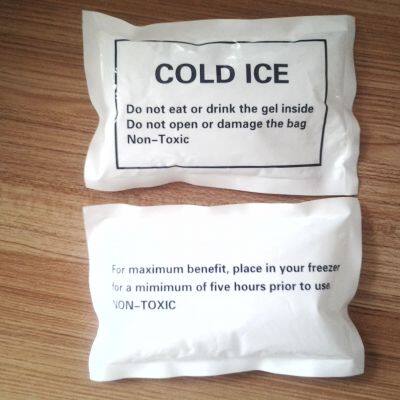 COLD ICE
Do not eat or drink the gel inside
Do not open or damage the bag
Non-Toxic
For maximum benefit, place in your freezer
for a mimimum of five hours prior to use
NON-TOXIC